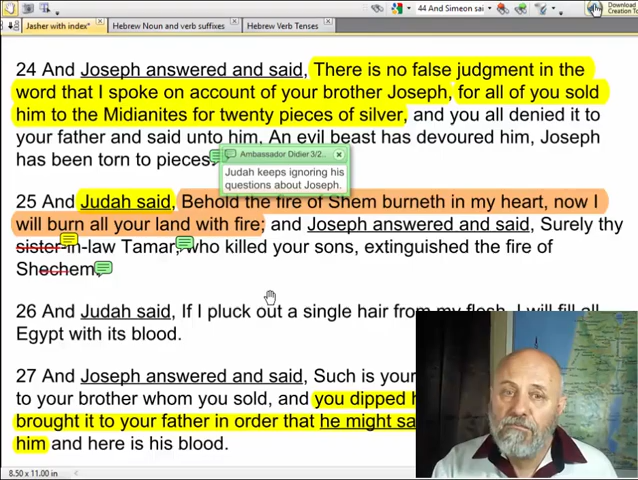 44 And Simeon sai
Download
Creation To
Jasher with index*
Hebrew Noun and verb suffixes
Hebrew Verb Tenses
24 And Joseph answered and said, There is no false judgment in the
word that I spoke on account of your brother Joseph, for all of you sold
him to the Midianites for twenty pieces of silver, and you all denied it to
your father and said unto him, An evil beast has devoured him, Joseph
has been torn to pieces.
Ambassador Didier 3/2...
Judah keeps ignoring his
questions about Joseph.
25 And Judah said, Behold the fire of Shem burneth in my heart, now I
will burn all your land with fire; and Joseph answered and said, Surely thy
sister-in-law Tamar, who killed your sons, extinguished the fire of
Shechem.
26 And Judah said, If I pluck out a single hair from my flesh, I will fill all
Egypt with its blood.
27 And Joseph answered and said, Such is your
to your brother whom you sold, and you dipped h
brought it to your father in order that he might sa
him and here is his blood.
8.50 x 11.00 in